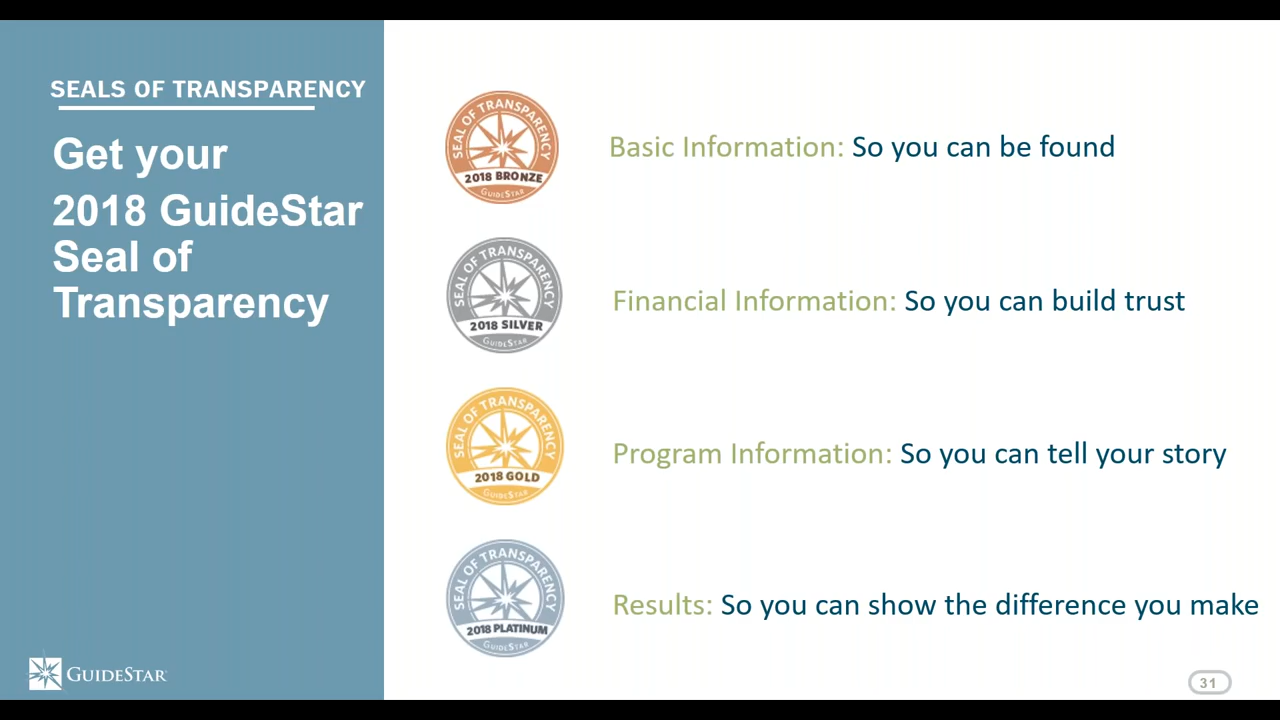 SEALS OF TRANSPARENCY
Get your
2018 GuideStar
Seal of
Transparency
SEAL OF TRANSPARENCY
2018 BRONZE
GUIDESTAR
Basic Information: So you can be found
SEAL OF TRANSPARENCY
2018 SILVER
GUIDESTAR
Financial Information: So you can build trust
SEAL OF TRANSPARENCY
2018 GOLD
GUIDESTAR
Program Information: So you can tell your story
SEAL OF TRANSPARENCY
2018 PLATINUM
GUIDESTAR
Results: So you can show the difference you make
GUIDESTAR
31